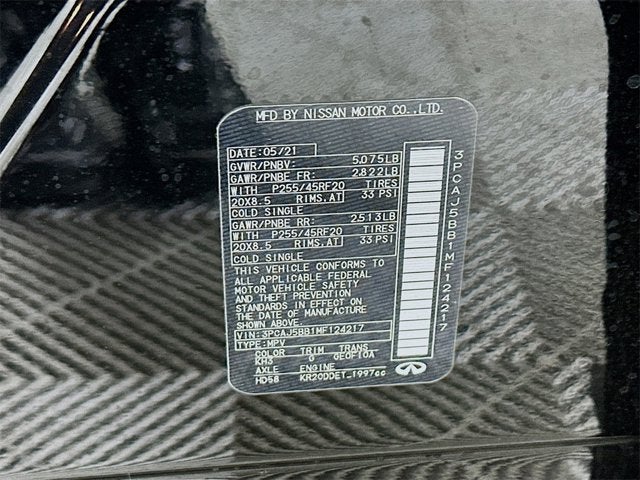 MFD BY NISSAN MOTOR CO.,LTD.
DATE:05/21
GVWR/PNBV: 5,075LB
GAWR/PNBE FR: 2,822LB
WITH P255/45RF20 TIRES
20X8.5 RIMS,AT 33 PSI
COLD SINGLE
GAWR/PNBE RR: 2,513LB
WITH P255/45RF20 TIRES
20X8.5 RIMS,AT 33 PSI
COLD SINGLE
THIS VEHICLE CONFORMS TO
ALL APPLICABLE FEDERAL
MOTOR VEHICLE SAFETY
AND THEFT PREVENTION
STANDARDS IN EFFECT ON
THE DATE OF MANUFACTURE
SHOWN ABOVE.
VIN:3PCAJ5BB1MF124217
TYPE:MPV
COLOR TRIM TRANS
KH3 G GE0F10A
AXLE ENGINE
HD58 KR20DDET_1997cc
3PCAJ5BB1MF124217